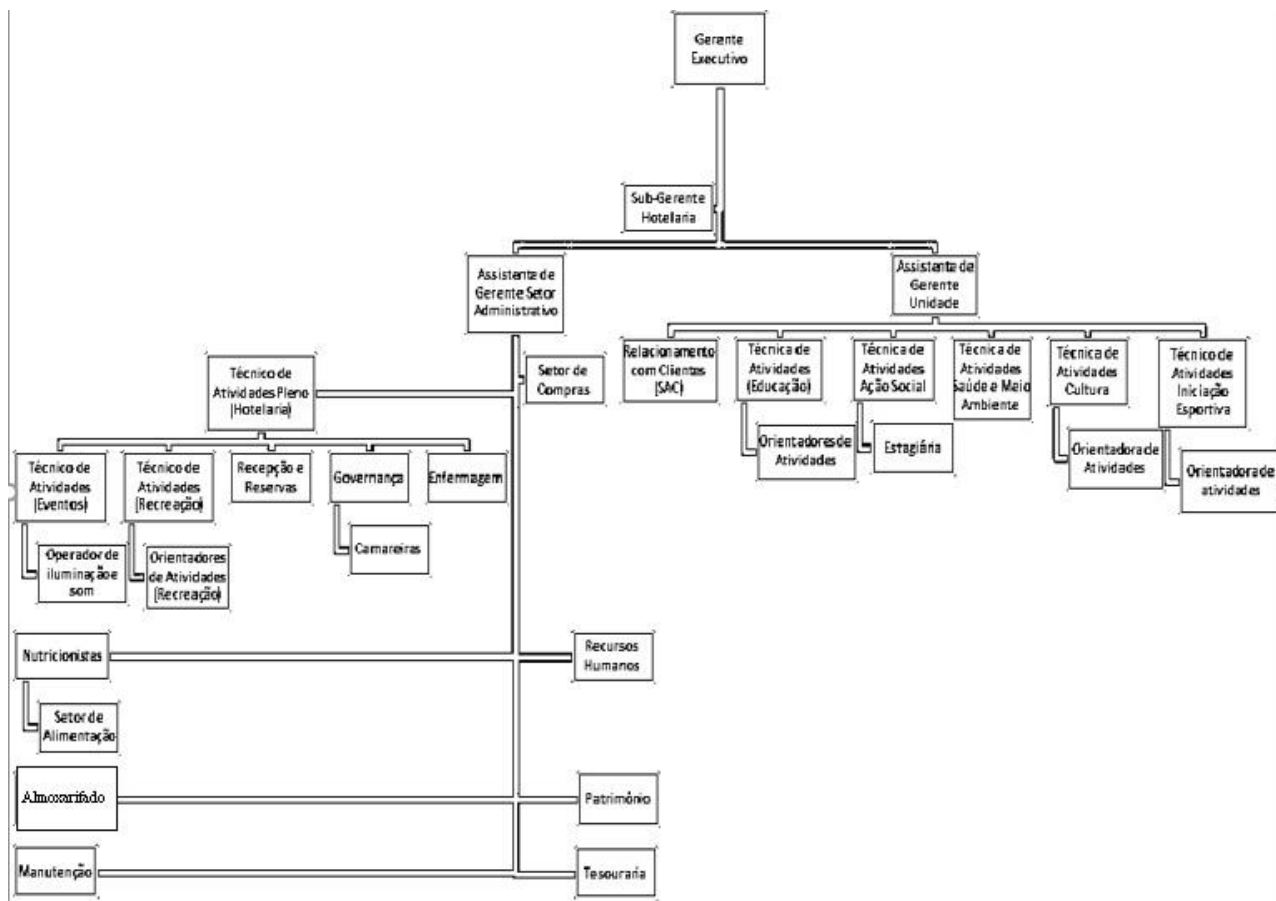 Gerente
Executivo
Sub-Gerente
Hotelaria
Assistente de
Gerente Setor
Administrativo
Assistente de
Gerente
Unidade
Técnico de
Atividades Pleno
(Hotelaria)
Setor de
Compras
Relacionamento
com Clientes
(SAC)
Técnica de
Atividades
(Educação)
Técnica de
Atividades
Ação Social
Técnica de
Atividades
Saúde e Meio
Ambiente
Técnica de
Atividades
Cultura
Técnico de
Atividades
Iniciação
Esportiva
Orientadores de
Atividades
Estagiária
Orientadora de
Atividades
Orientadora de
atividades
Técnico de
Atividades
(Eventos)
Técnico de
Atividades
(Recreação)
Recepção e
Reservas
Governança
Enfermagem
Operador de
iluminação e
som
Orientadores
de Atividades
(Recreação)
Camareiras
Nutricionistas
Recursos
Humanos
Setor de
Alimentação
Almoxarifado
Patrimônio
Manutenção
Tesouraria